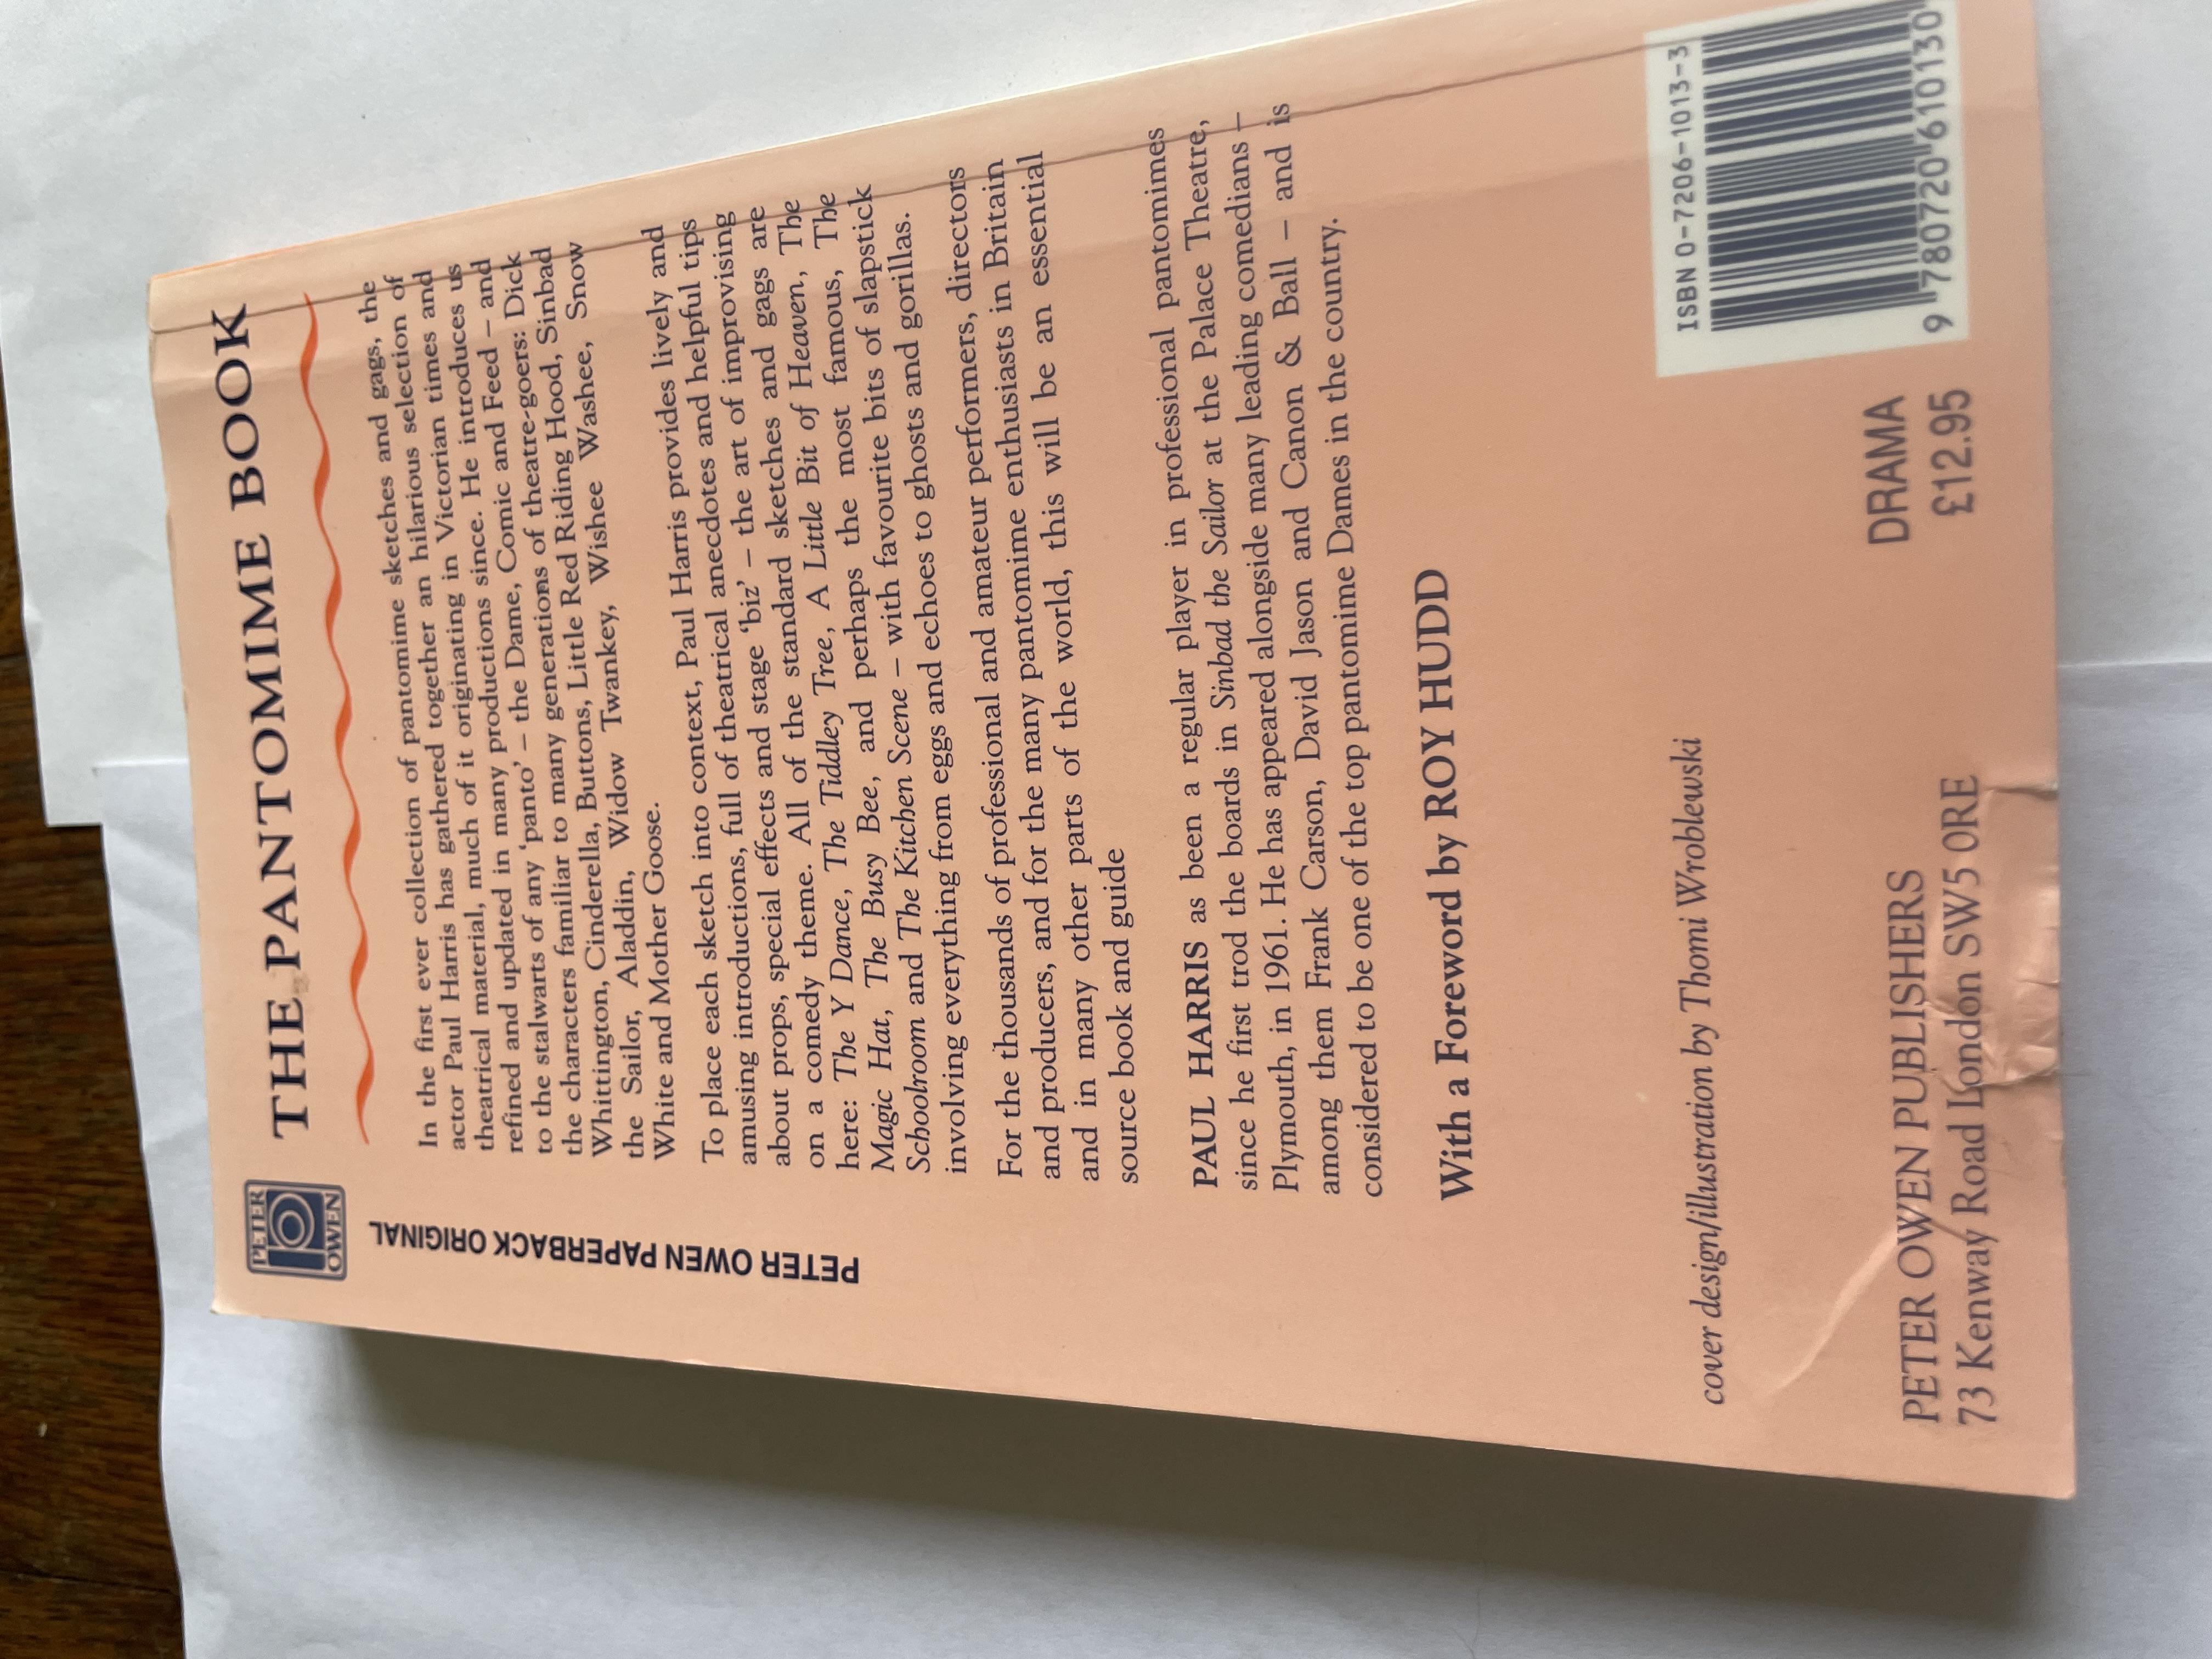 PETER
OWEN
THE PANTOMIME BOOK
PETER OWEN PAPERBACK ORIGINAL
In the first ever collection of pantomime sketches and gags, the
actor Paul Harris has gathered together an hilarious selection of
theatrical material, much of it originating in Victorian times and
refined and updated in many productions since. He introduces us
to the stalwarts of any ‘panto’ – the Dame, Comic and Feed – and
the characters familiar to many generations of theatre-goers: Dick
Whittington, Cinderella, Buttons, Little Red Riding Hood, Sinbad
the Sailor, Aladdin, Widow Twankey, Wishee Washee, Snow
White and Mother Goose.
To place each sketch into context, Paul Harris provides lively and
amusing introductions, full of theatrical anecdotes and helpful tips
about props, special effects and stage ‘biz’ – the art of improvising
on a comedy theme. All of the standard sketches and gags are
here: The Y Dance, The Tiddley Tree, A Little Bit of Heaven, The
Magic Hat, The Busy Bee, and perhaps the most famous, The
Schoolroom and The Kitchen Scene – with favourite bits of slapstick
involving everything from eggs and echoes to ghosts and gorillas.
For the thousands of professional and amateur performers, directors
and producers, and for the many pantomime enthusiasts in Britain
and in many other parts of the world, this will be an essential
source book and guide
PAUL HARRIS as been a regular player in professional pantomimes
since he first trod the boards in Sinbad the Sailor at the Palace Theatre,
Plymouth, in 1961. He has appeared alongside many leading comedians –
among them Frank Carson, David Jason and Canon & Ball – and is
considered to be one of the top pantomime Dames in the country.
With a Foreword by ROY HUDD
cover design/illustration by Thomi Wroblewski
PETER OWEN PUBLISHERS
73 Kenway Road London SW5 0RE
DRAMA
£12.95
ISBN 0-7206-1013-3
9 780720 610130